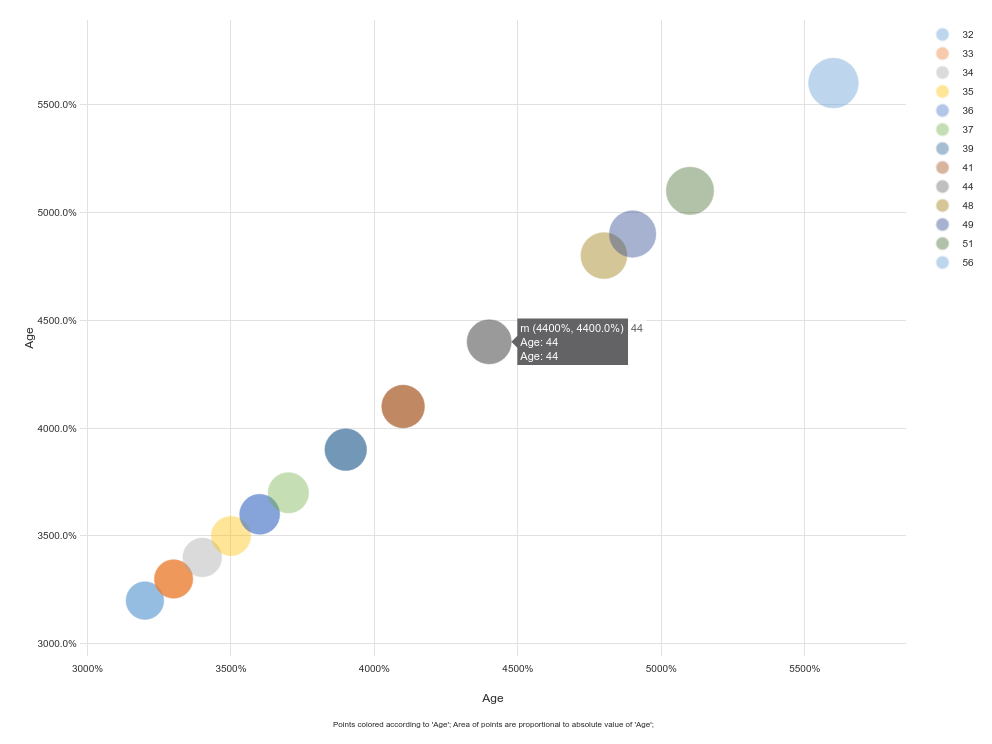 5500.0%
5000.0%
4500.0%
4000.0%
3500.0%
3000.0%
Age
m (4400%, 4400.0%) 44
Age: 44
Age: 44
3000% 3500% 4000% 4500% 5000% 5500%
Age
Points colored according to 'Age'; Area of points are proportional to absolute value of 'Age';
32
33
34
35
36
37
39
41
44
48
49
51
56